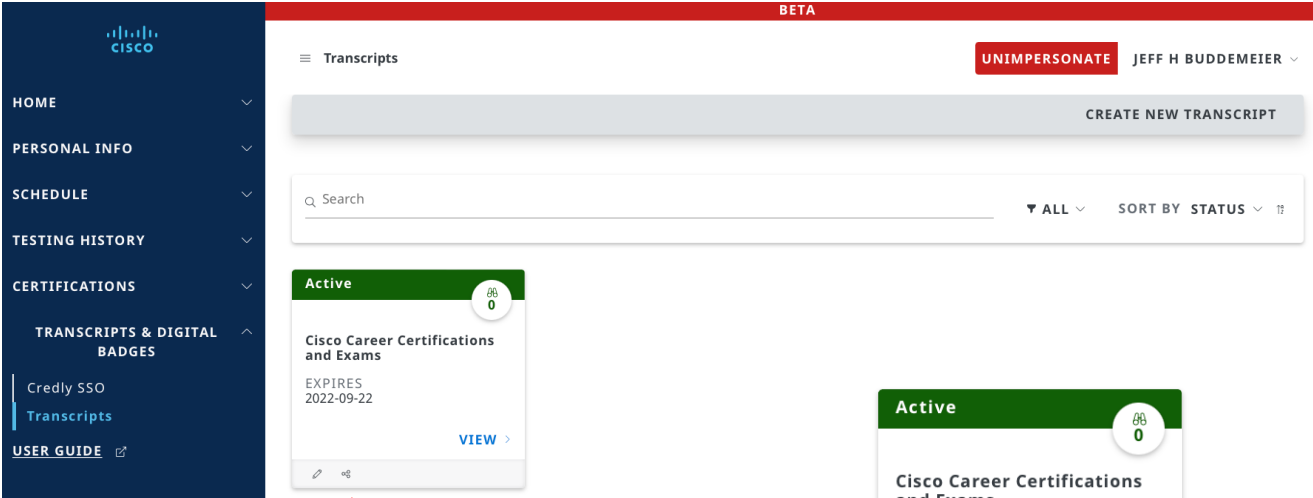 BETA
CISCO
Transcripts
UNIMPERSONATE
JEFF H BUDDEMEIER
HOME
PERSONAL INFO
SCHEDULE
TESTING HISTORY
CERTIFICATIONS
TRANSCRIPTS & DIGITAL
BADGES
Credly SSO
Transcripts
USER GUIDE
CREATE NEW TRANSCRIPT
Search
ALL
SORT BY STATUS
Active
0
Cisco Career Certifications
and Exams
EXPIRES
2022-09-22
VIEW
Active
0
Cisco Career Certifications
and Exams